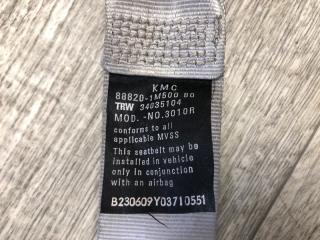 KMC
88820-1M500 BO
TRW 34035104
MOD. -NO.3010R
conforms to all
applicable MVSS
This seatbelt may be
installed in vehicle
only in conjunction
with an airbag
B230609Y03710551